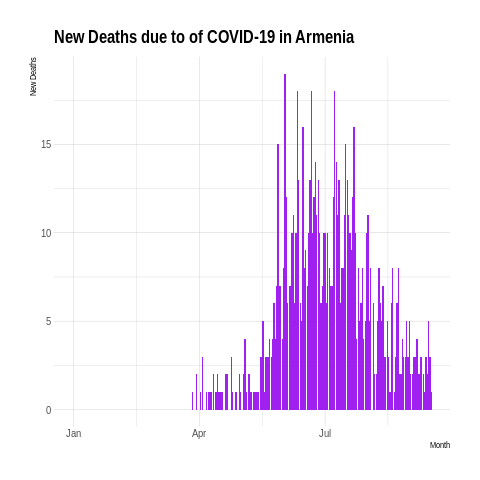 New Deaths due to of COVID-19 in Armenia
New Deaths
15
10
5
0
Jan Apr Jul
Month